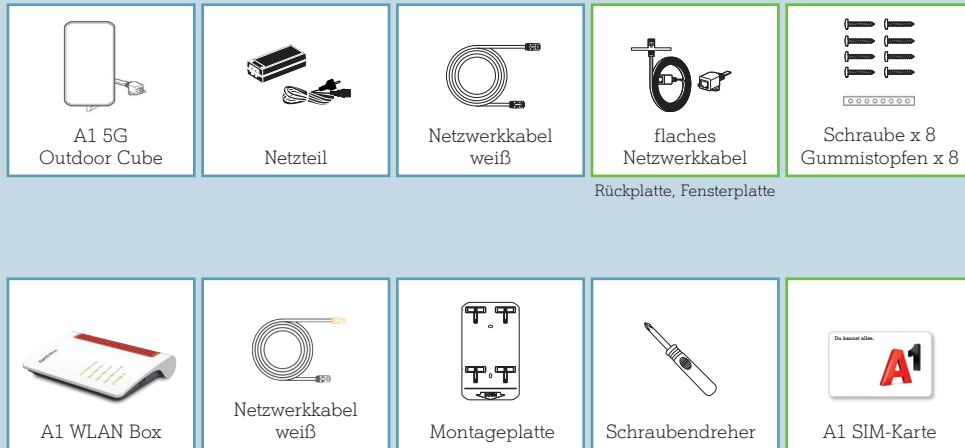 A1 5G
Outdoor Cube
Netzteil
Netzwerkkabel
weiß
flaches
Netzwerkkabel
Schraube x 8
Gummistopfen x 8
Rückplatte, Fensterplatte
A1 WLAN Box
Netzwerkkabel
weiß
Montageplatte
Schraubendreher
Du kannst alles.
A1
A1 SIM-Karte